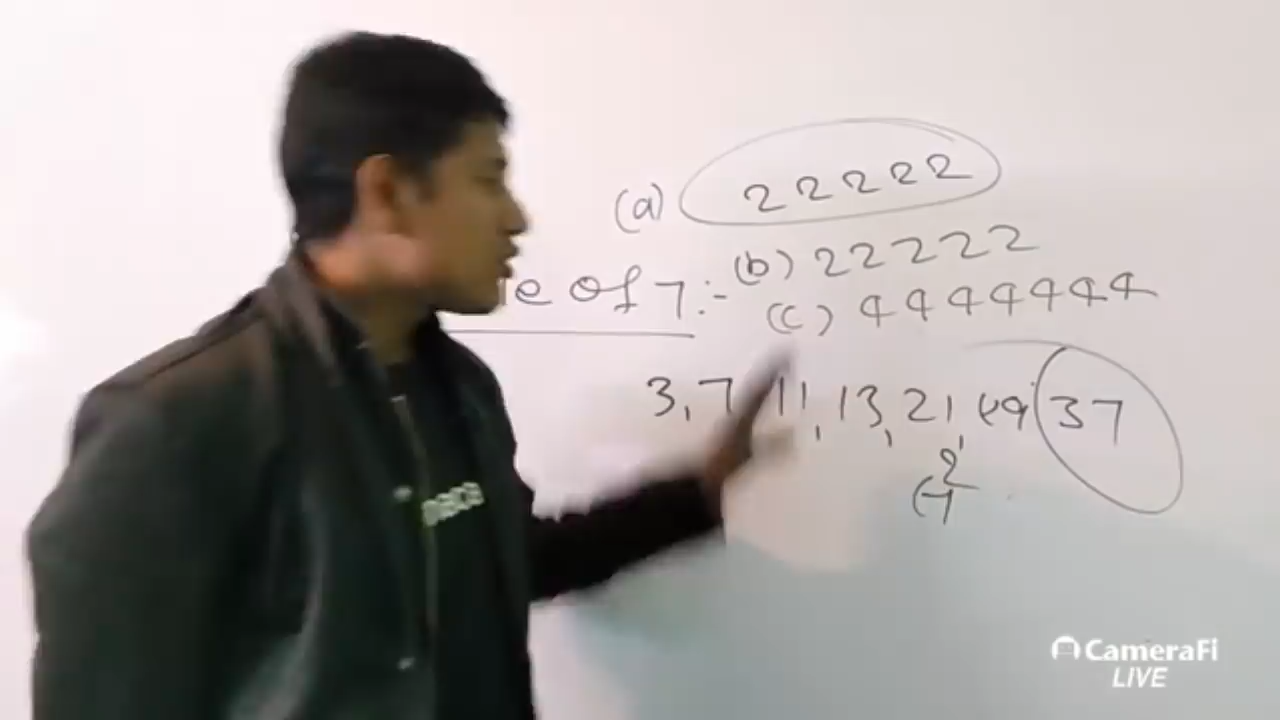 (a) 22222
(b) 22222
of 7:-
(c) 4444444
3, 7, 11, 13, 21, 49 37
CameraFi
LIVE